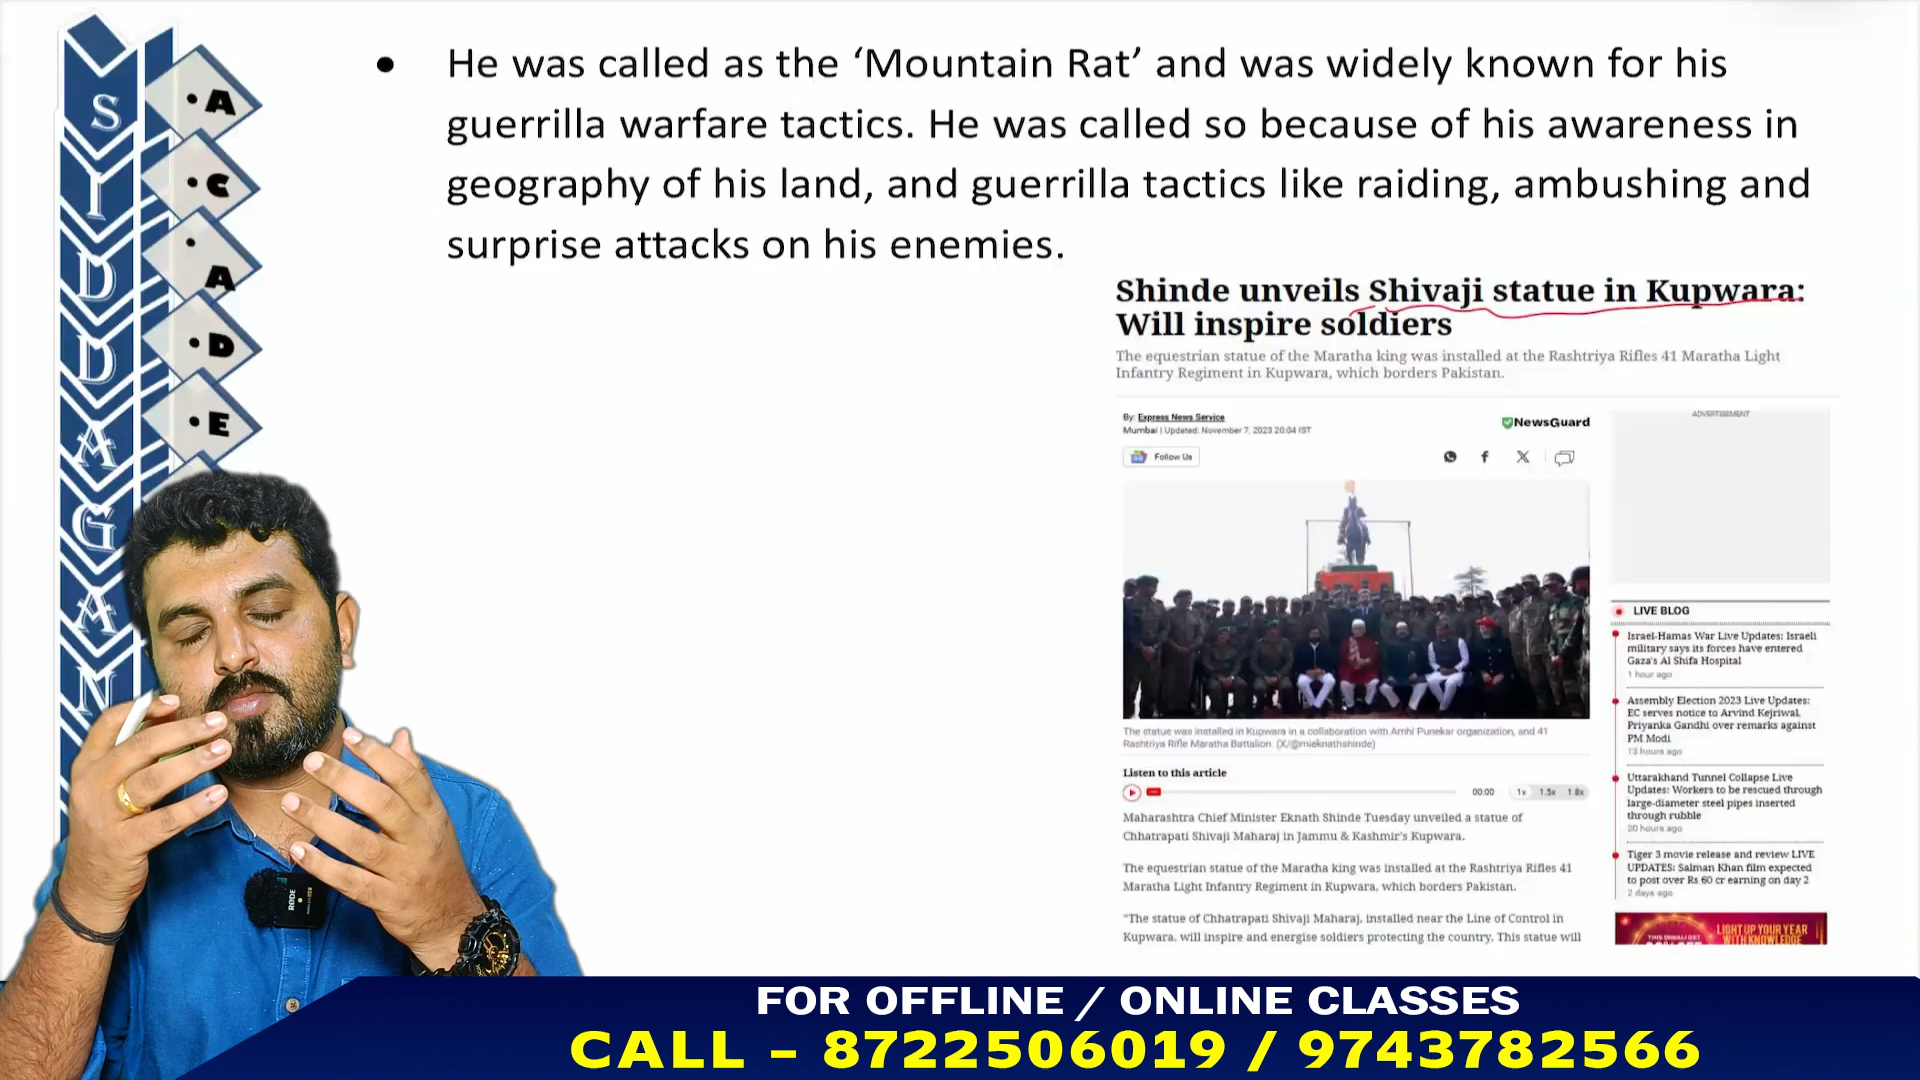 S
Y
D
D
A
G
A
N
• A
• C
• A
• D
• E
• He was called as the ‘Mountain Rat’ and was widely known for his
guerrilla warfare tactics. He was called so because of his awareness in
geography of his land, and guerrilla tactics like raiding, ambushing and
surprise attacks on his enemies.
Shinde unveils Shivaji statue in Kupwara:
Will inspire soldiers
The equestrian statue of the Maratha king was installed at the Rashtriya Rifles 41 Maratha Light
Infantry Regiment in Kupwara, which borders Pakistan.
By: Express News Service
Mumbai | Updated: November 7, 2023 20:04 IST
NewsGuard
Follow Us
The statue was installed in Kupwara in a collaboration with Amhi Punekar organization, and 41
Rashtriya Rifle Maratha Battalion. (X/@mieknathshinde)
Listen to this article
00:00
1x 1.5x 1.8x
Maharashtra Chief Minister Eknath Shinde Tuesday unveiled a statue of
Chhatrapati Shivaji Maharaj in Jammu & Kashmir's Kupwara.
The equestrian statue of the Maratha king was installed at the Rashtriya Rifles 41
Maratha Light Infantry Regiment in Kupwara, which borders Pakistan.
“The statue of Chhatrapati Shivaji Maharaj, installed near the Line of Control in
Kupwara, will inspire and energise soldiers protecting the country. This statue will
ADVERTISEMENT
LIVE BLOG
Israel-Hamas War Live Updates: Israeli
military says its forces have entered
Gaza's Al Shifa Hospital
1 hour ago
Assembly Election 2023 Live Updates:
EC serves notice to Arvind Kejriwal,
Priyanka Gandhi over remarks against
PM Modi
13 hours ago
Uttarakhand Tunnel Collapse Live
Updates: Workers to be rescued through
large-diameter steel pipes inserted
through rubble
20 hours ago
Tiger 3 movie release and review LIVE
UPDATES: Salman Khan film expected
to post over Rs 60 cr earning on day 2
2 days ago
LIGHT UP YOUR YEAR
WITH KNOWLEDGE
RODE
FOR OFFLINE / ONLINE CLASSES
CALL – 8722506019 / 9743782566